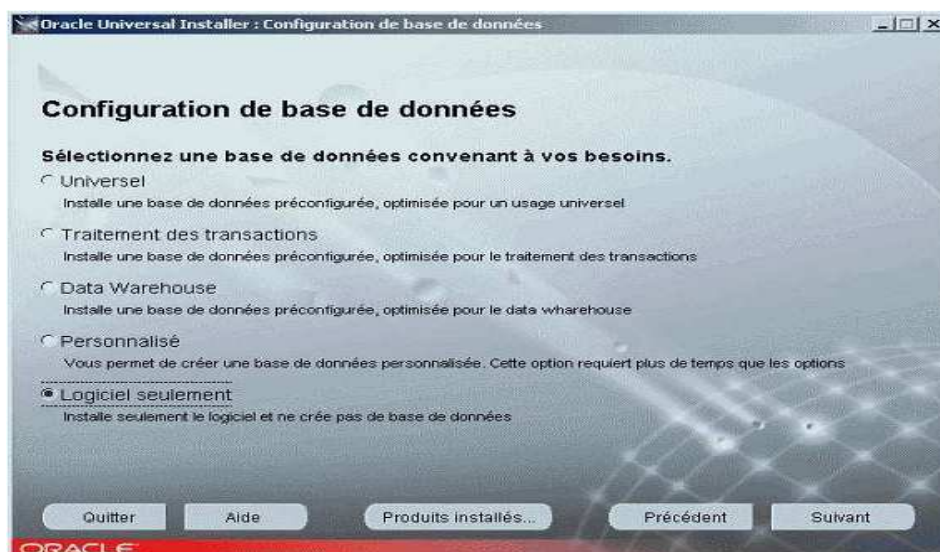 Oracle Universal Installer : Configuration de base de données
Configuration de base de données
Sélectionnez une base de données convenant à vos besoins.
Universel
Installe une base de données préconfigurée, optimisée pour un usage universel
Traitement des transactions
Installe une base de données préconfigurée, optimisée pour le traitement des transactions
Data Warehouse
Installe une base de données préconfigurée, optimisée pour le data wharehouse
Personnalisé
Vous permet de créer une base de données personnalisée. Cette option requiert plus de temps que les options
Logiciel seulement
Installe seulement le logiciel et ne crée pas de base de données
Quitter Aide Produits installés... Précédent Suivant
ORACLE